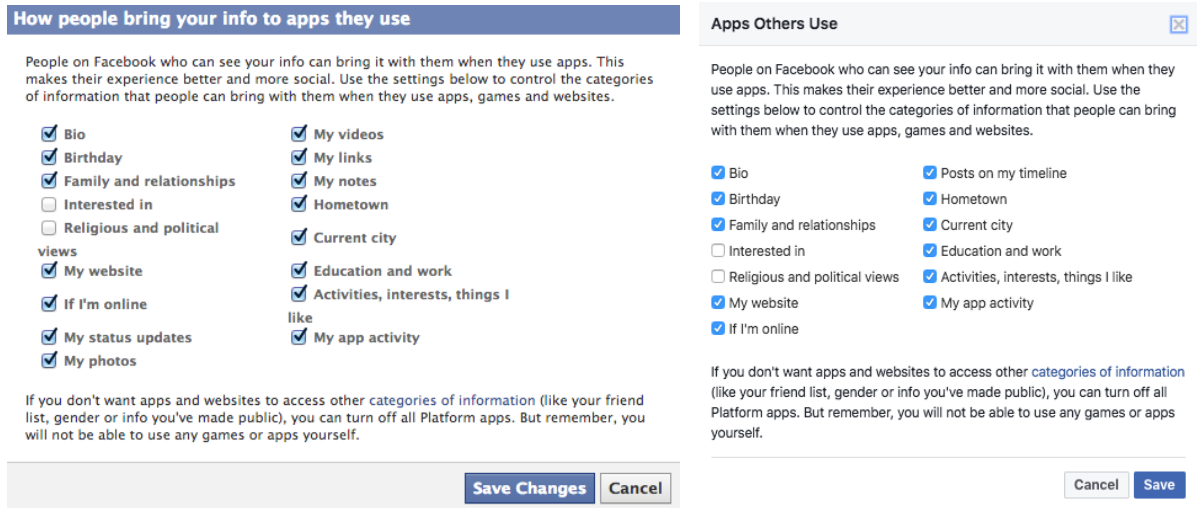 How people bring your info to apps they use
People on Facebook who can see your info can bring it with them when they use apps. This
makes their experience better and more social. Use the settings below to control the categories
of information that people can bring with them when they use apps, games and websites.
Bio
Birthday
Family and relationships
Interested in
Religious and political
views
My website
If I'm online
My status updates
My photos
My videos
My links
My notes
Hometown
Current city
Education and work
Activities, interests, things I
like
My app activity
If you don't want apps and websites to access other categories of information (like your friend
list, gender or info you've made public), you can turn off all Platform apps. But remember, you
will not be able to use any games or apps yourself.
Save Changes
Cancel
Apps Others Use
People on Facebook who can see your info can bring it with them when they
use apps. This makes their experience better and more social. Use the
settings below to control the categories of information that people can bring
with them when they use apps, games and websites.
Bio
Birthday
Family and relationships
Interested in
Religious and political views
My website
If I'm online
Posts on my timeline
Hometown
Current city
Education and work
Activities, interests, things I like
My app activity
If you don't want apps and websites to access other categories of information
(like your friend list, gender or info you've made public), you can turn off all
Platform apps. But remember, you will not be able to use any games or apps
yourself.
Cancel
Save